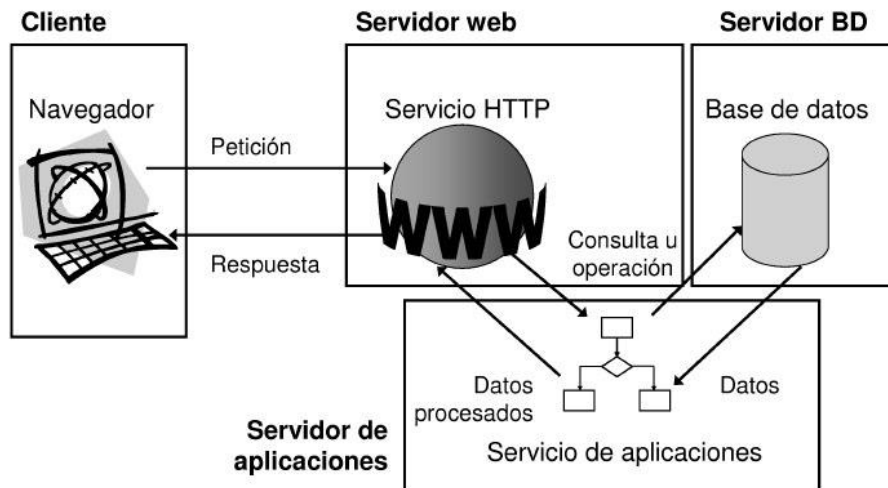 Cliente
Servidor web
Servidor BD
Navegador
Servicio HTTP
Base de datos
Petición
WWW
Respuesta
Consulta u
operación
Datos
procesados
Datos
Servidor de
aplicaciones
Servicio de aplicaciones